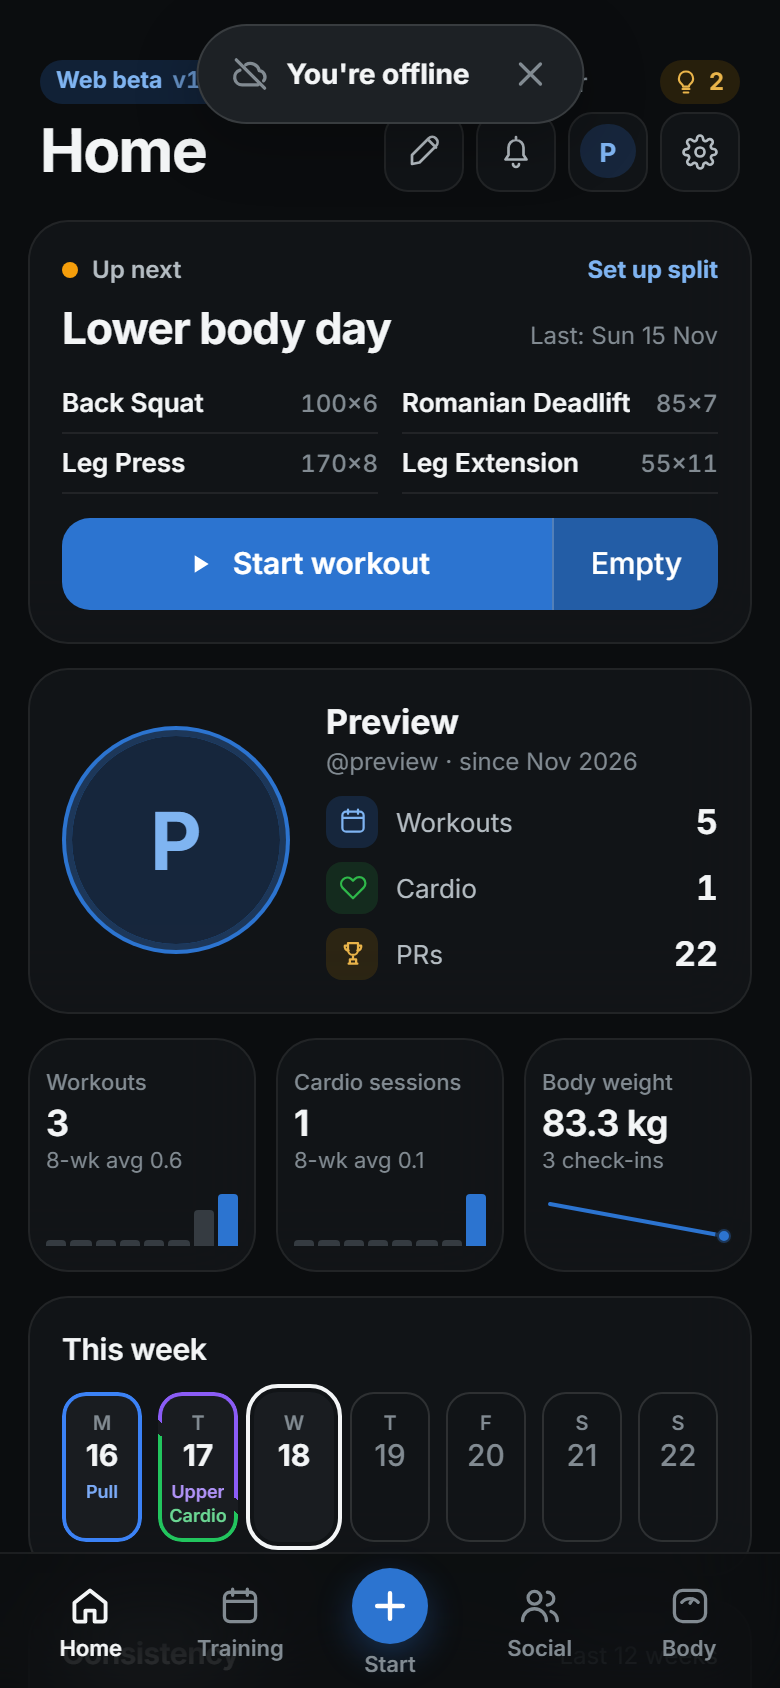 You're offline
Web beta v1
2
Home
P
Up next
Set up split
Lower body day
Last: Sun 15 Nov
Back Squat 100×6
Romanian Deadlift 85×7
Leg Press 170×8
Leg Extension 55×11
Start workout
Empty
P
Preview
@preview · since Nov 2026
Workouts 5
Cardio 1
PRs 22
Workouts
3
8-wk avg 0.6
Cardio sessions
1
8-wk avg 0.1
Body weight
83.3 kg
3 check-ins
This week
M T W T F S S
16 17 18 19 20 21 22
Pull
Upper
Cardio
Consistency
Last 12 weeks
Home
Training
Start
Social
Body